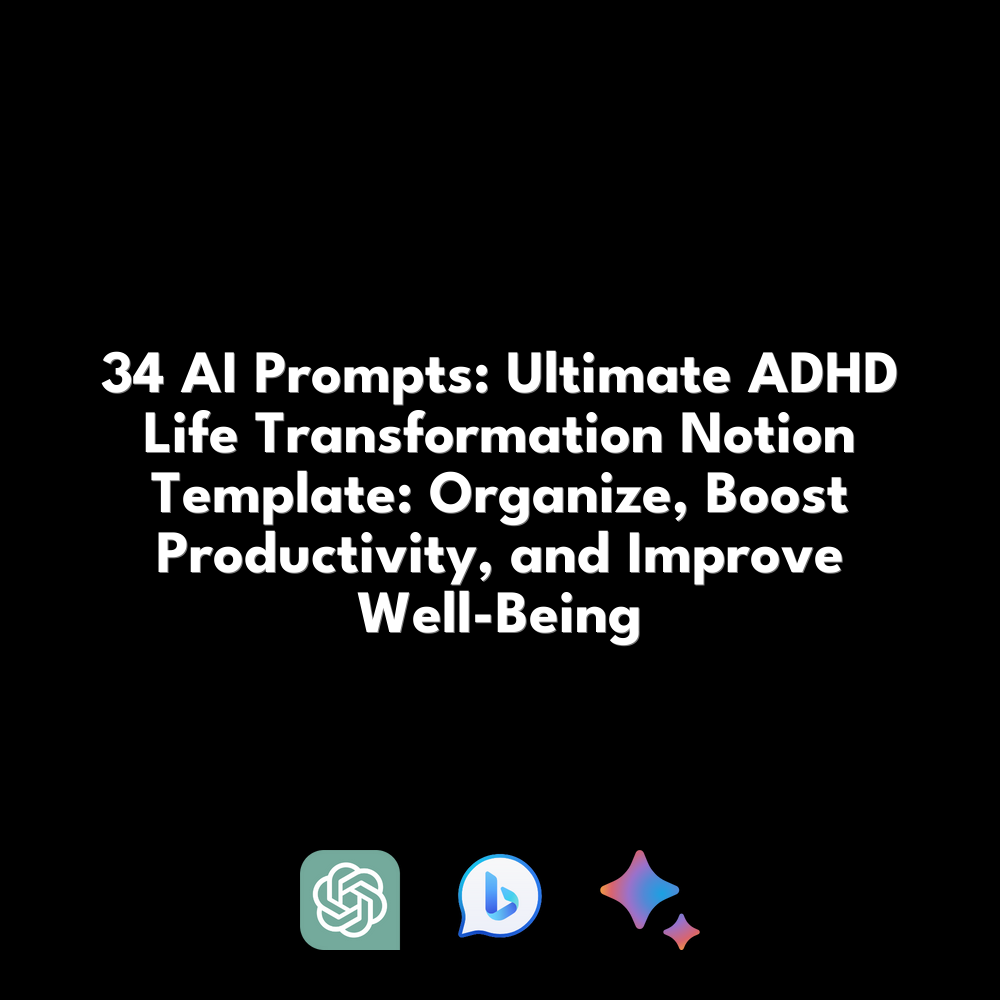 34 AI Prompts: Ultimate ADHD
Life Transformation Notion
Template: Organize, Boost
Productivity, and Improve
Well-Being